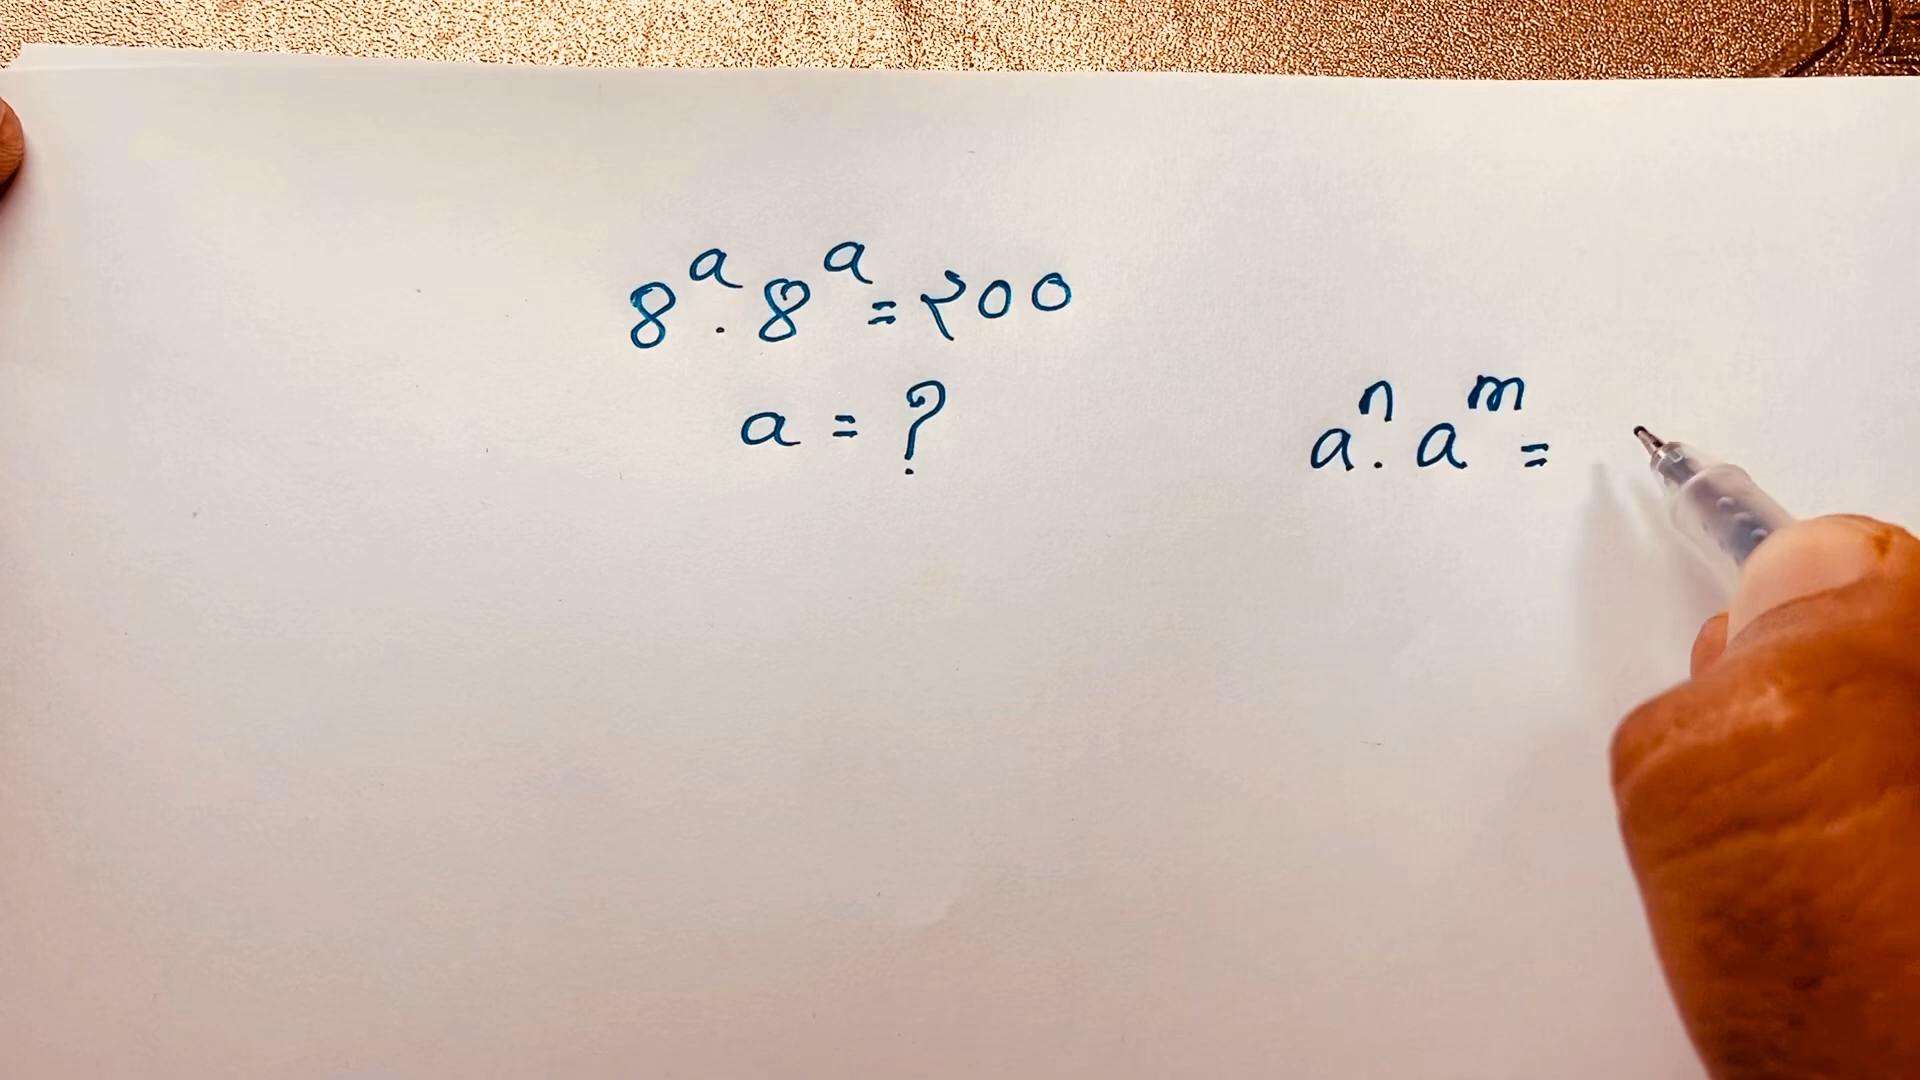 8^a . 8^a = 200
a = ?
a^n . a^m =